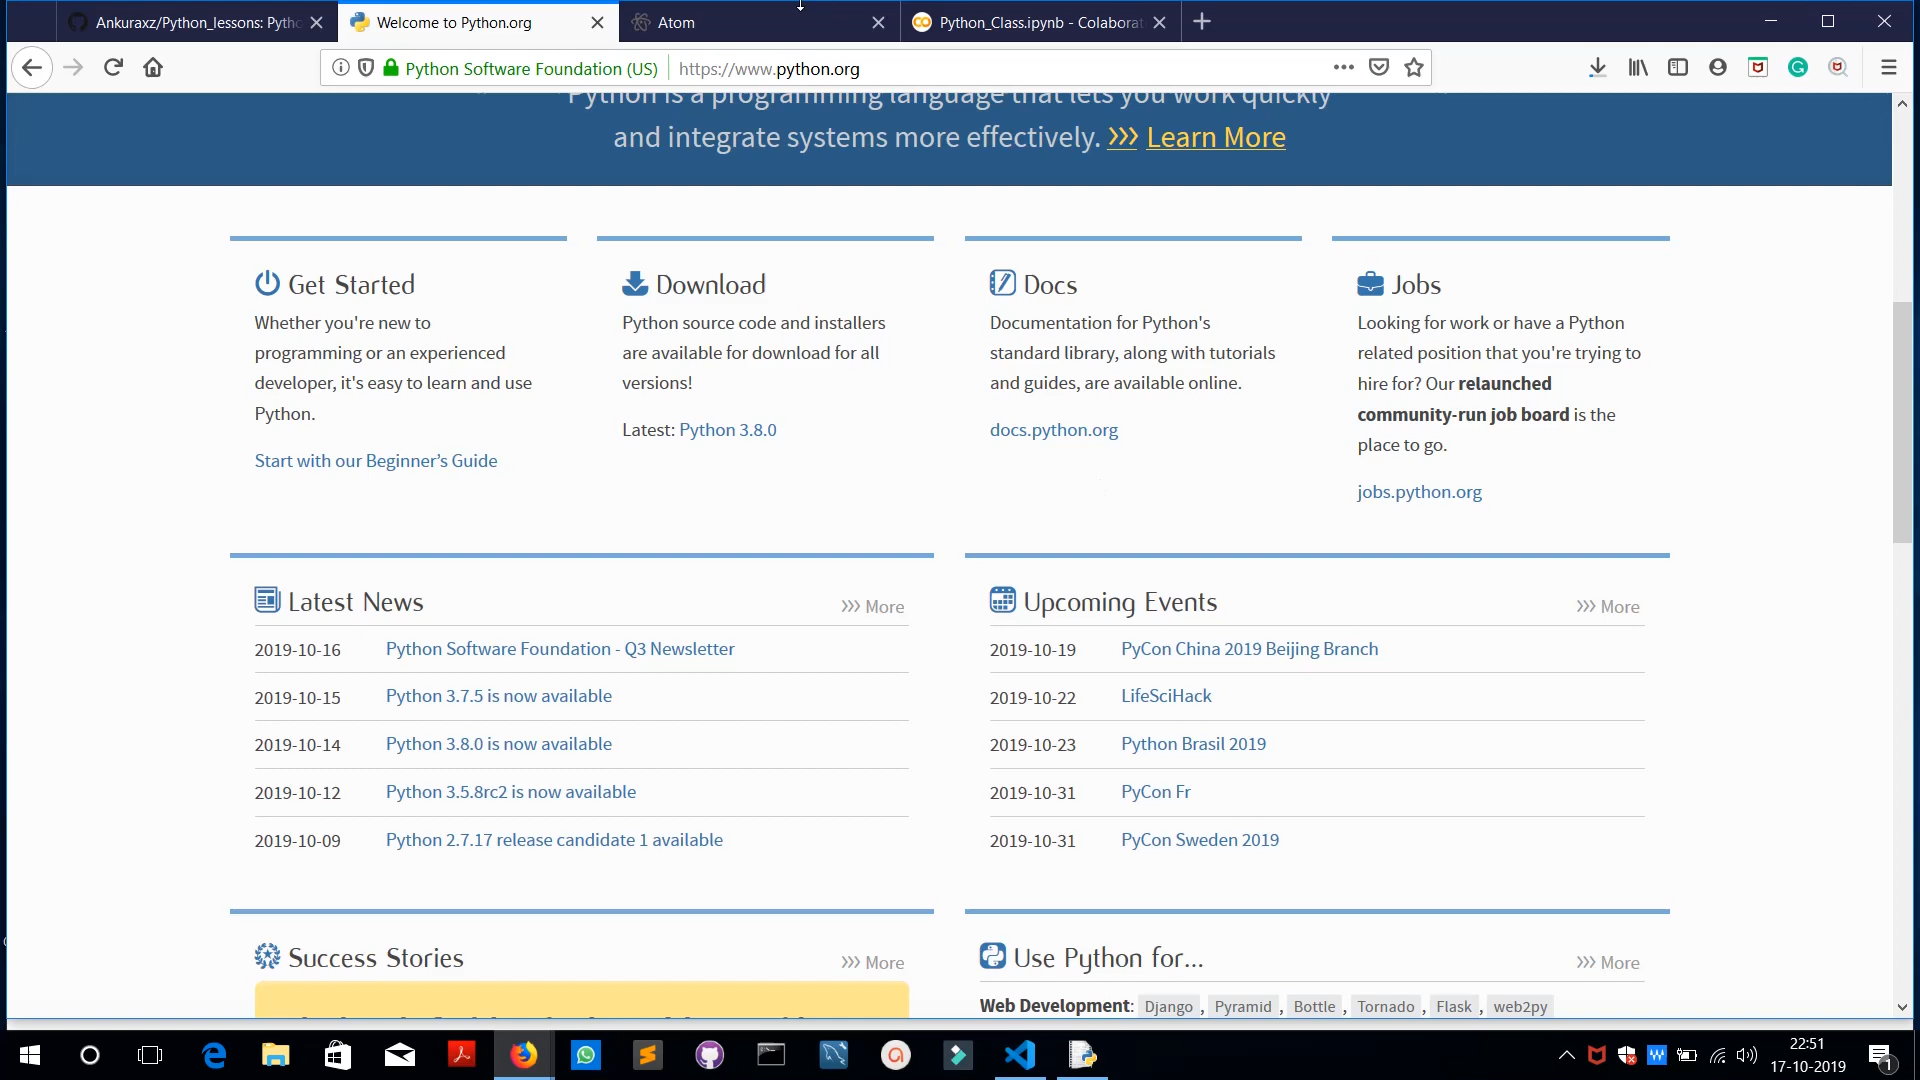 Ankuraxz/Python_lessons: Pytho
Welcome to Python.org
Atom
Python_Class.ipynb - Colaborat
Python Software Foundation (US)
https://www.python.org
Python is a programming language that lets you work quickly
and integrate systems more effectively. >>> Learn More
Get Started
Whether you're new to
programming or an experienced
developer, it's easy to learn and use
Python.
Start with our Beginner’s Guide
Download
Python source code and installers
are available for download for all
versions!
Latest: Python 3.8.0
Docs
Documentation for Python's
standard library, along with tutorials
and guides, are available online.
docs.python.org
Jobs
Looking for work or have a Python
related position that you're trying to
hire for? Our relaunched
community-run job board is the
place to go.
jobs.python.org
Latest News
>>> More
2019-10-16 Python Software Foundation - Q3 Newsletter
2019-10-15 Python 3.7.5 is now available
2019-10-14 Python 3.8.0 is now available
2019-10-12 Python 3.5.8rc2 is now available
2019-10-09 Python 2.7.17 release candidate 1 available
Upcoming Events
>>> More
2019-10-19 PyCon China 2019 Beijing Branch
2019-10-22 LifeSciHack
2019-10-23 Python Brasil 2019
2019-10-31 PyCon Fr
2019-10-31 PyCon Sweden 2019
Success Stories
>>> More
Use Python for...
>>> More
Web Development: Django , Pyramid , Bottle , Tornado , Flask , web2py
22:51
17-10-2019
1